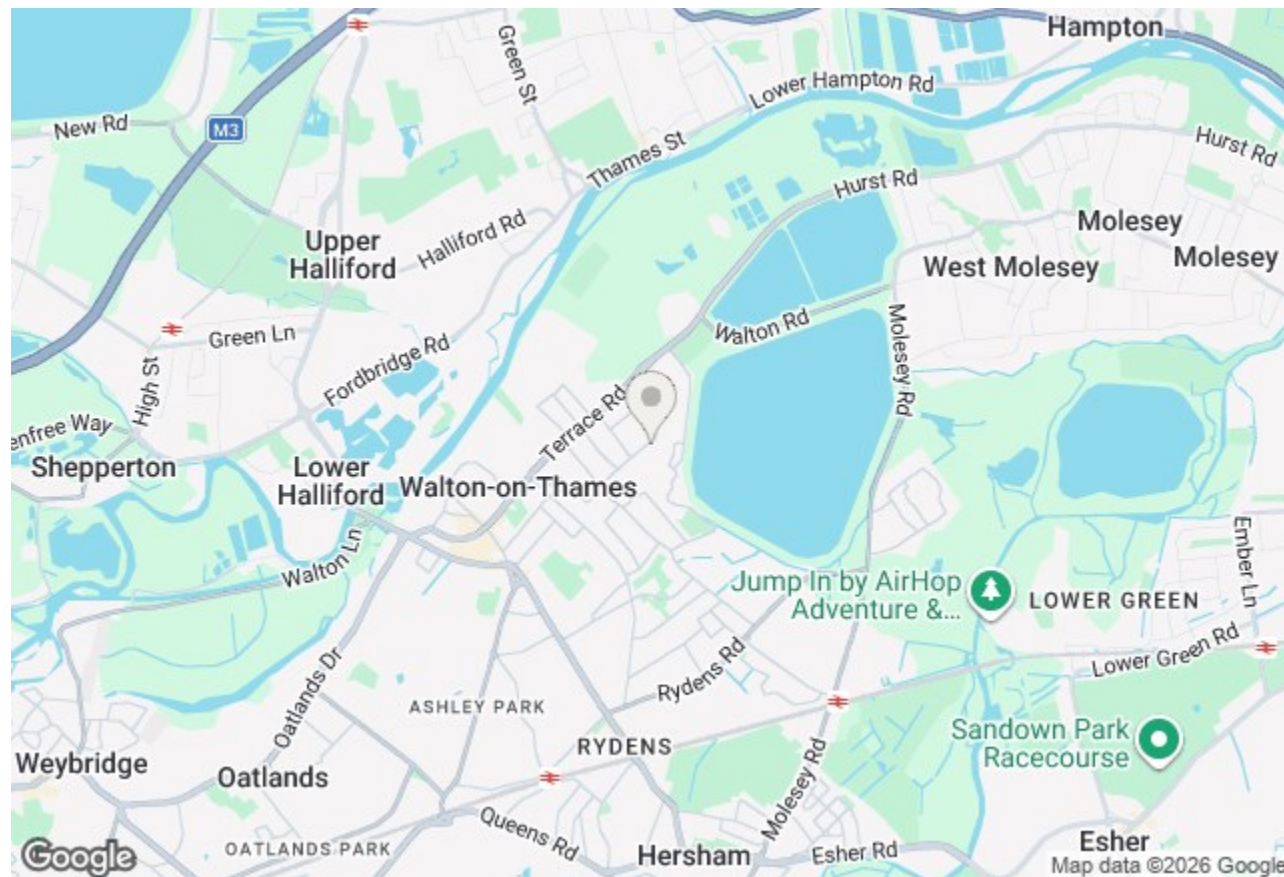 Hampton
Green St
Lower Hampton Rd
New Rd
M3
Thames St
Hurst Rd
Hurst Rd
Molesey
Upper
Halliford
Halliford Rd
West Molesey
Molesey
Walton Rd
Green Ln
Molesey Rd
High St
Fordbridge Rd
Terrace Rd
enfree Way
Shepperton
Lower
Halliford
Walton-on-Thames
Walton Ln
Ember Ln
Jump In by AirHop
Adventure &...
LOWER GREEN
Lower Green Rd
Rydens Rd
Oatlands Dr
ASHLEY PARK
RYDENS
Sandown Park
Racecourse
Weybridge
Oatlands
Molesey Rd
Queens Rd
OATLANDS PARK
Hersham
Esher Rd
Esher
Google
Map data ©2026 Google